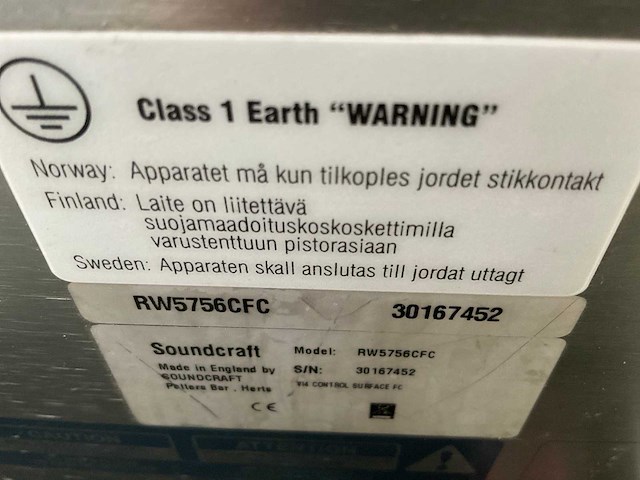 Class 1 Earth “WARNING”
Norway: Apparatet må kun tilkoples jordet stikkontakt
Finland: Laite on liitettävä
suojamaadoituskoskoskettimilla
varustenttuun pistorasiaan
Sweden: Apparaten skall anslutas till jordat uttagt
RW5756CFC 30167452
Soundcraft Model: RW5756CFC
Made in England by S/N: 30167452
SOUNDCRAFT Vi4 CONTROL SURFACE FC
Potters Bar . Herts
CE
ATTENTION